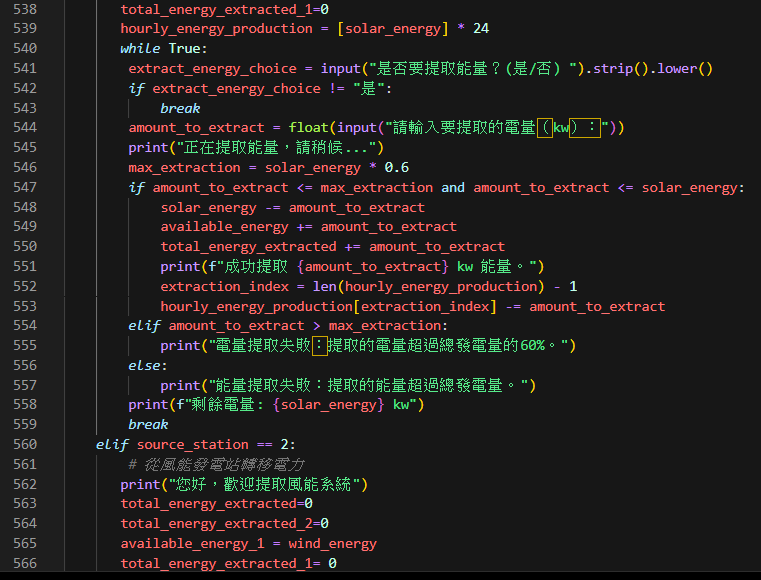 538 total_energy_extracted_1=0
539 hourly_energy_production = [solar_energy] * 24
540 while True:
541 extract_energy_choice = input("是否要提取能量？(是/否) ").strip().lower()
542 if extract_energy_choice != "是":
543 break
544 amount_to_extract = float(input("請輸入要提取的電量（kw）："))
545 print("正在提取能量，請稍候...")
546 max_extraction = solar_energy * 0.6
547 if amount_to_extract <= max_extraction and amount_to_extract <= solar_energy:
548 solar_energy -= amount_to_extract
549 available_energy += amount_to_extract
550 total_energy_extracted += amount_to_extract
551 print(f"成功提取 {amount_to_extract} kw 能量。")
552 extraction_index = len(hourly_energy_production) - 1
553 hourly_energy_production[extraction_index] -= amount_to_extract
554 elif amount_to_extract > max_extraction:
555 print("電量提取失敗：提取的電量超過總發電量的60%。")
556 else:
557 print("能量提取失敗：提取的能量超過總發電量。")
558 print(f"剩餘電量: {solar_energy} kw")
559 break
560 elif source_station == 2:
561 # 從風能發電站轉移電力
562 print("您好，歡迎提取風能系統")
563 total_energy_extracted=0
564 total_energy_extracted_2=0
565 available_energy_1 = wind_energy
566 total_energy_extracted_1= 0